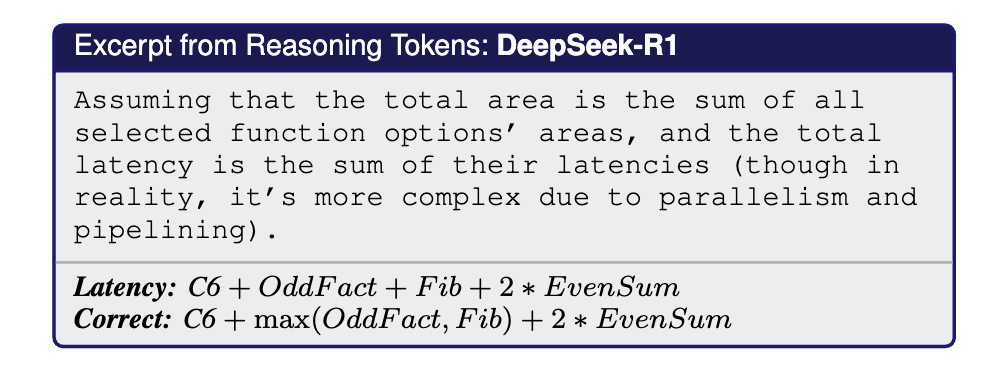 Excerpt from Reasoning Tokens: DeepSeek-R1
Assuming that the total area is the sum of all
selected function options’ areas, and the total
latency is the sum of their latencies (though in
reality, it’s more complex due to parallelism and
pipelining).
Latency: C6 + OddFact + Fib + 2 ∗ EvenSum
Correct: C6 + max(OddFact, Fib) + 2 ∗ EvenSum